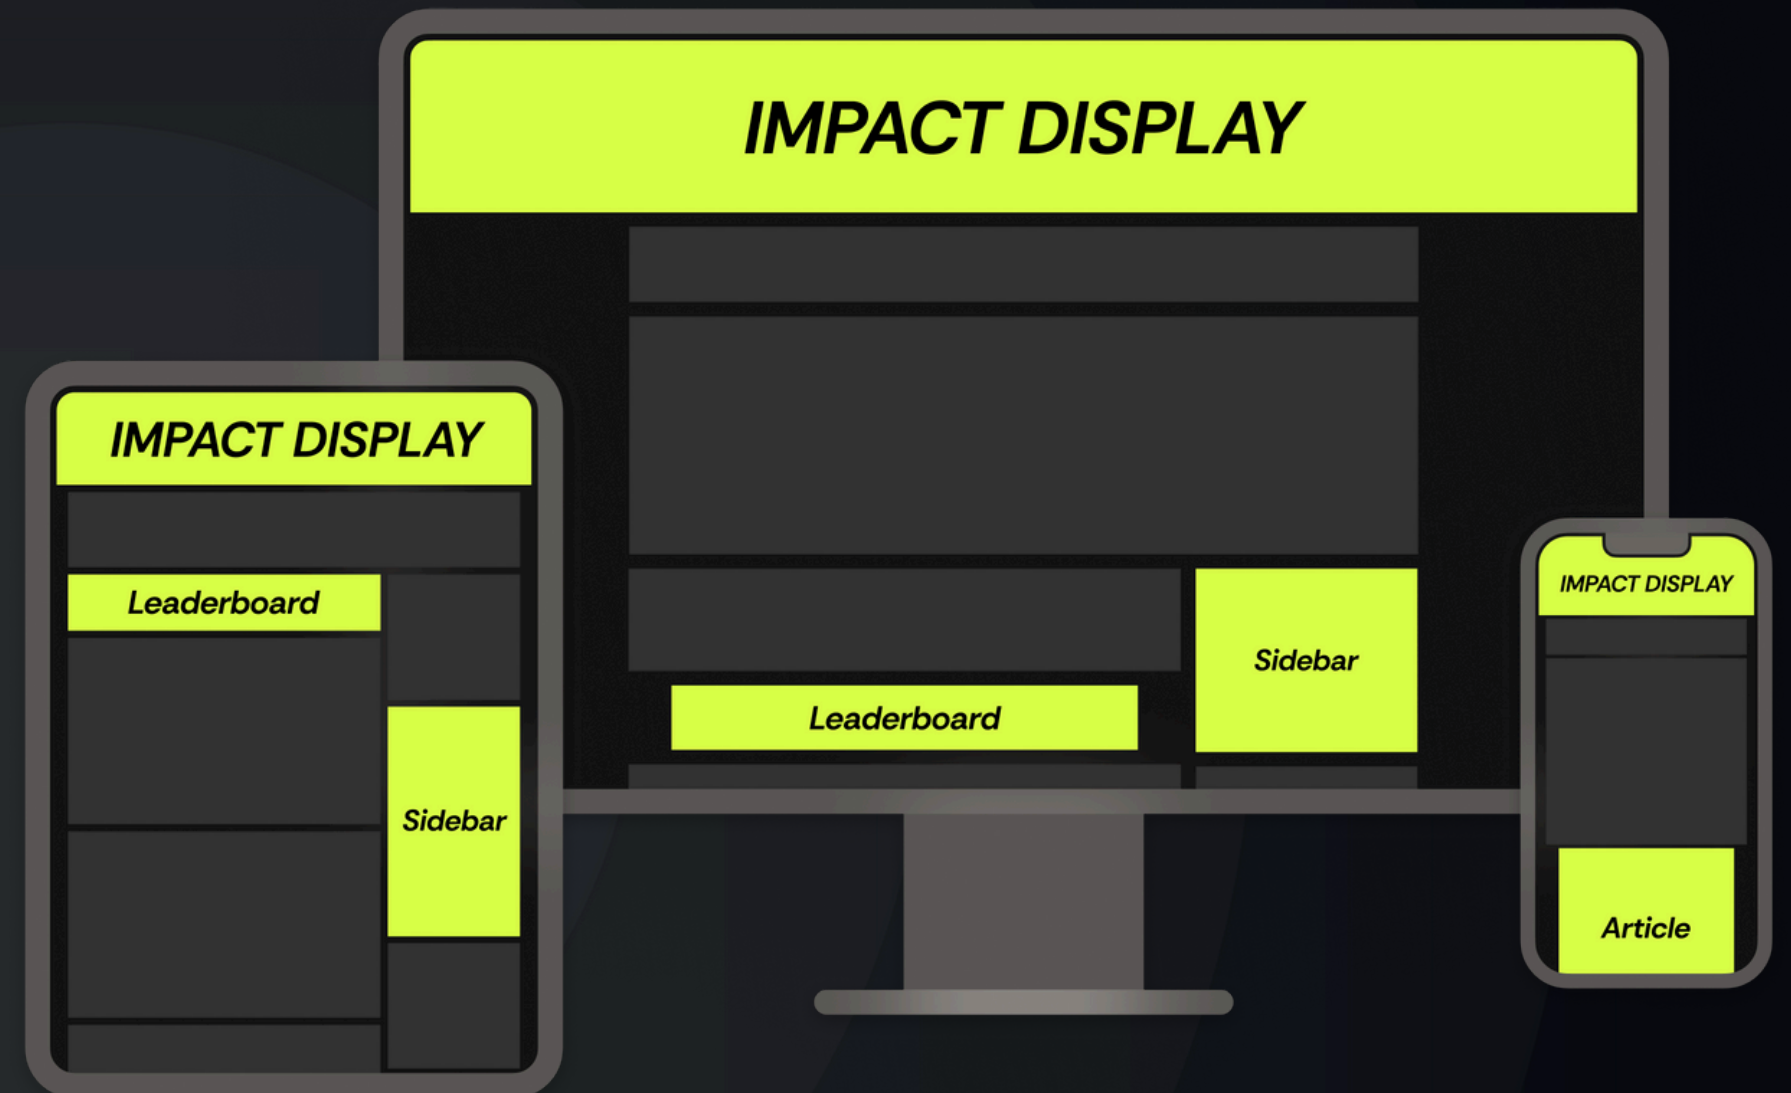 IMPACT DISPLAY
Sidebar
Leaderboard
IMPACT DISPLAY
Leaderboard
Sidebar
IMPACT DISPLAY
Article